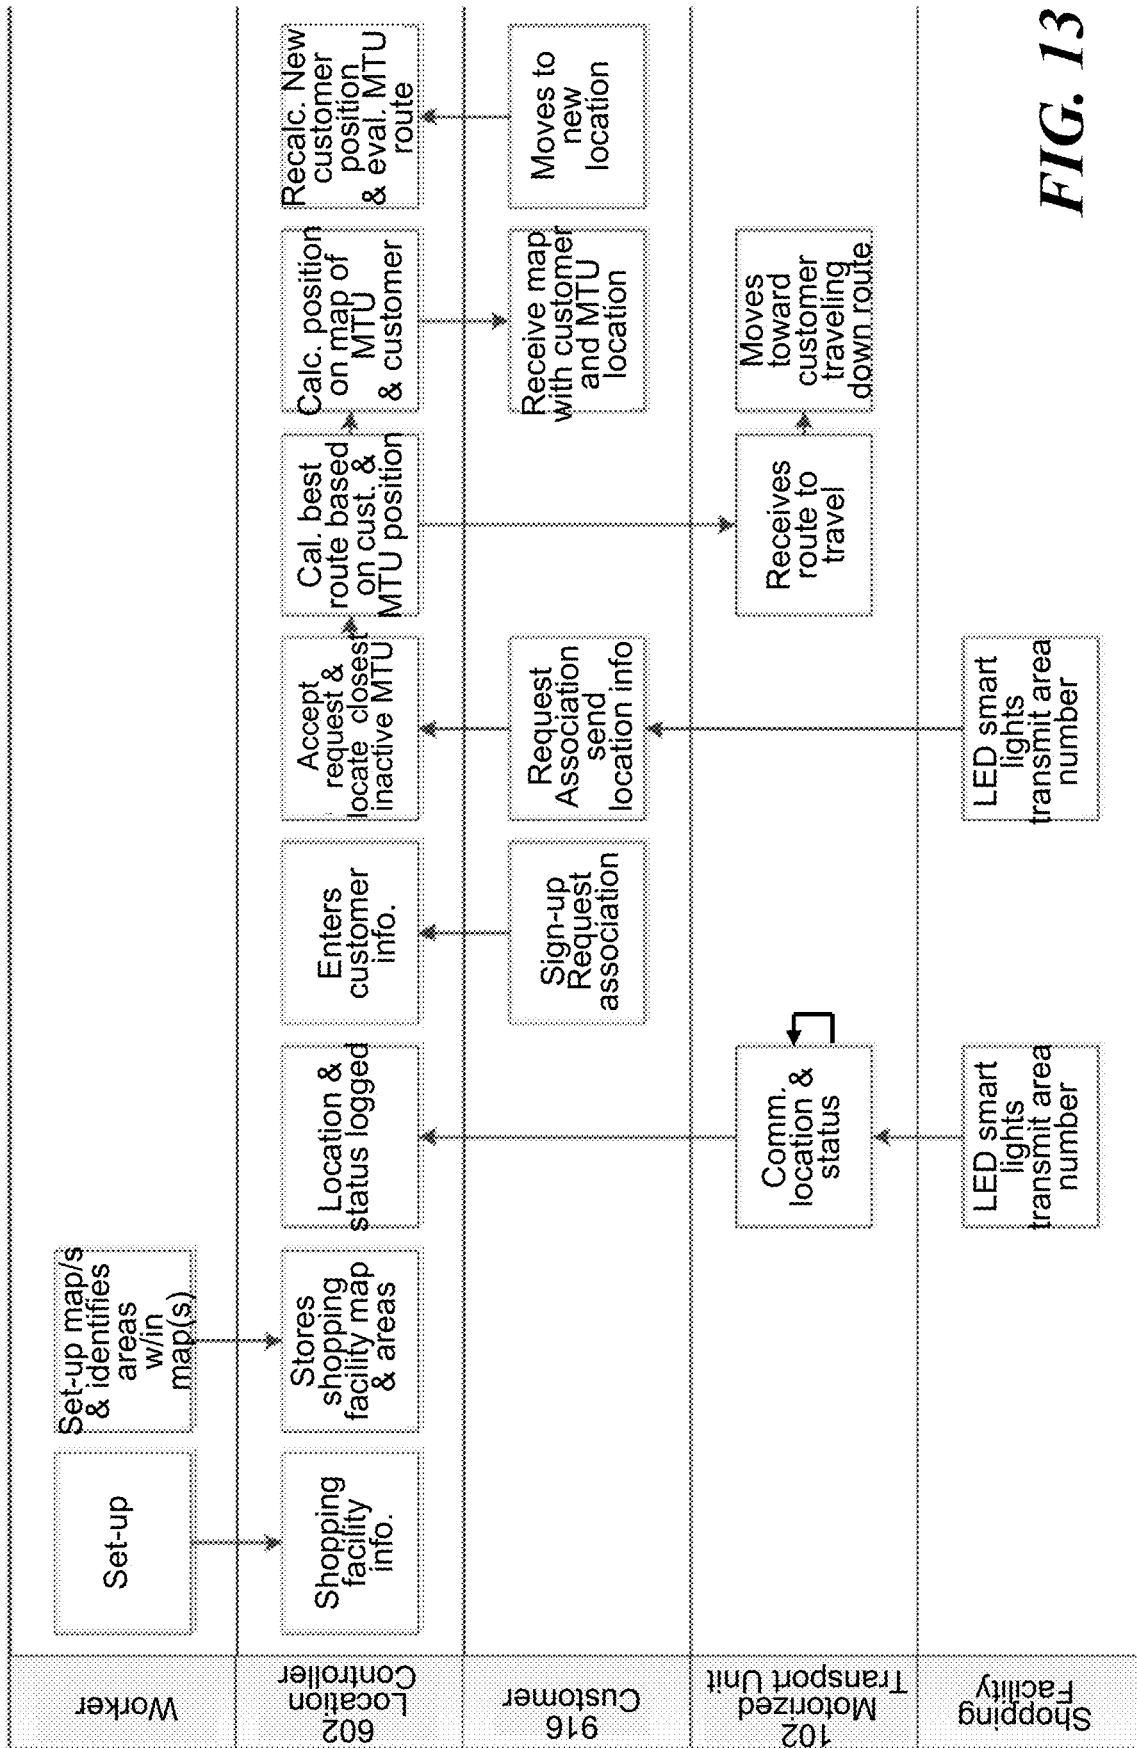 Worker
Set-up
Set-up map/s
& identifies
areas
w/in
map(s)
602
Location
Controller
Shopping
facility
info.
Stores
shopping
facility map
& areas
Location &
status logged
Enters
customer
info.
Accept
request &
locate closest
inactive MTU
Cal. best
route based
on cust. &
MTU position
Calc. position
on map of
MTU
& customer
Recalc. New
customer
position
& eval. MTU
route
916
Customer
Sign-up
Request
association
Request
Association
send
location info
Receive map
with customer
and MTU
location
Moves to
new
location
102
Motorized
Transport Unit
Comm.
location &
status
Receives
route to
travel
Moves
toward
customer
traveling
down route
Shopping
Facility
LED smart
lights
transmit area
number
LED smart
lights
transmit area
number
FIG. 13